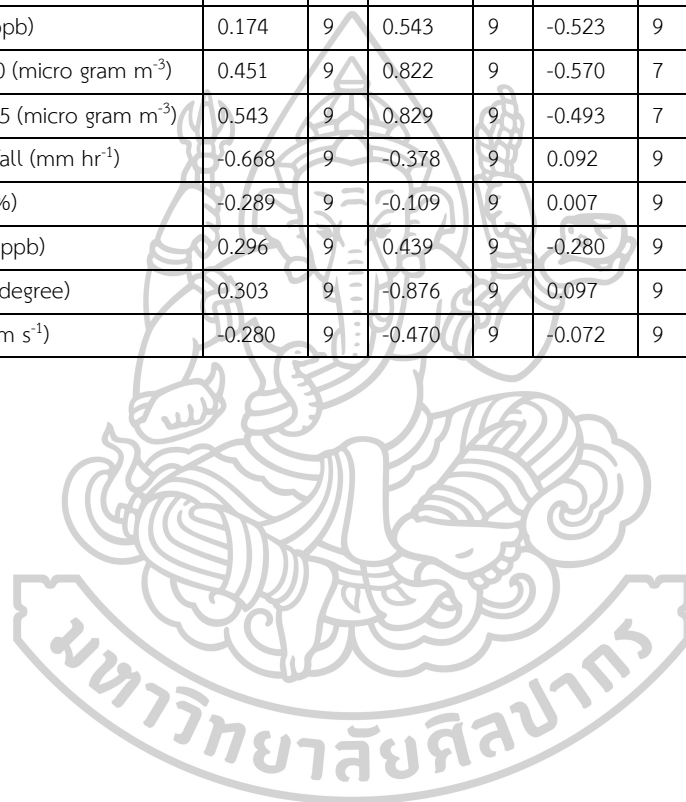 pb) 0.174 9 0.543 9 -0.523 9
0 (micro gram m⁻³) 0.451 9 0.822 9 -0.570 7
5 (micro gram m⁻³) 0.543 9 0.829 9 -0.493 7
all (mm hr⁻¹) -0.668 9 -0.378 9 0.092 9
%) -0.289 9 -0.109 9 0.007 9
ppb) 0.296 9 0.439 9 -0.280 9
degree) 0.303 9 -0.876 9 0.097 9
m s⁻¹) -0.280 9 -0.470 9 -0.072 9
มหาวิทยาลัยศิลปากร